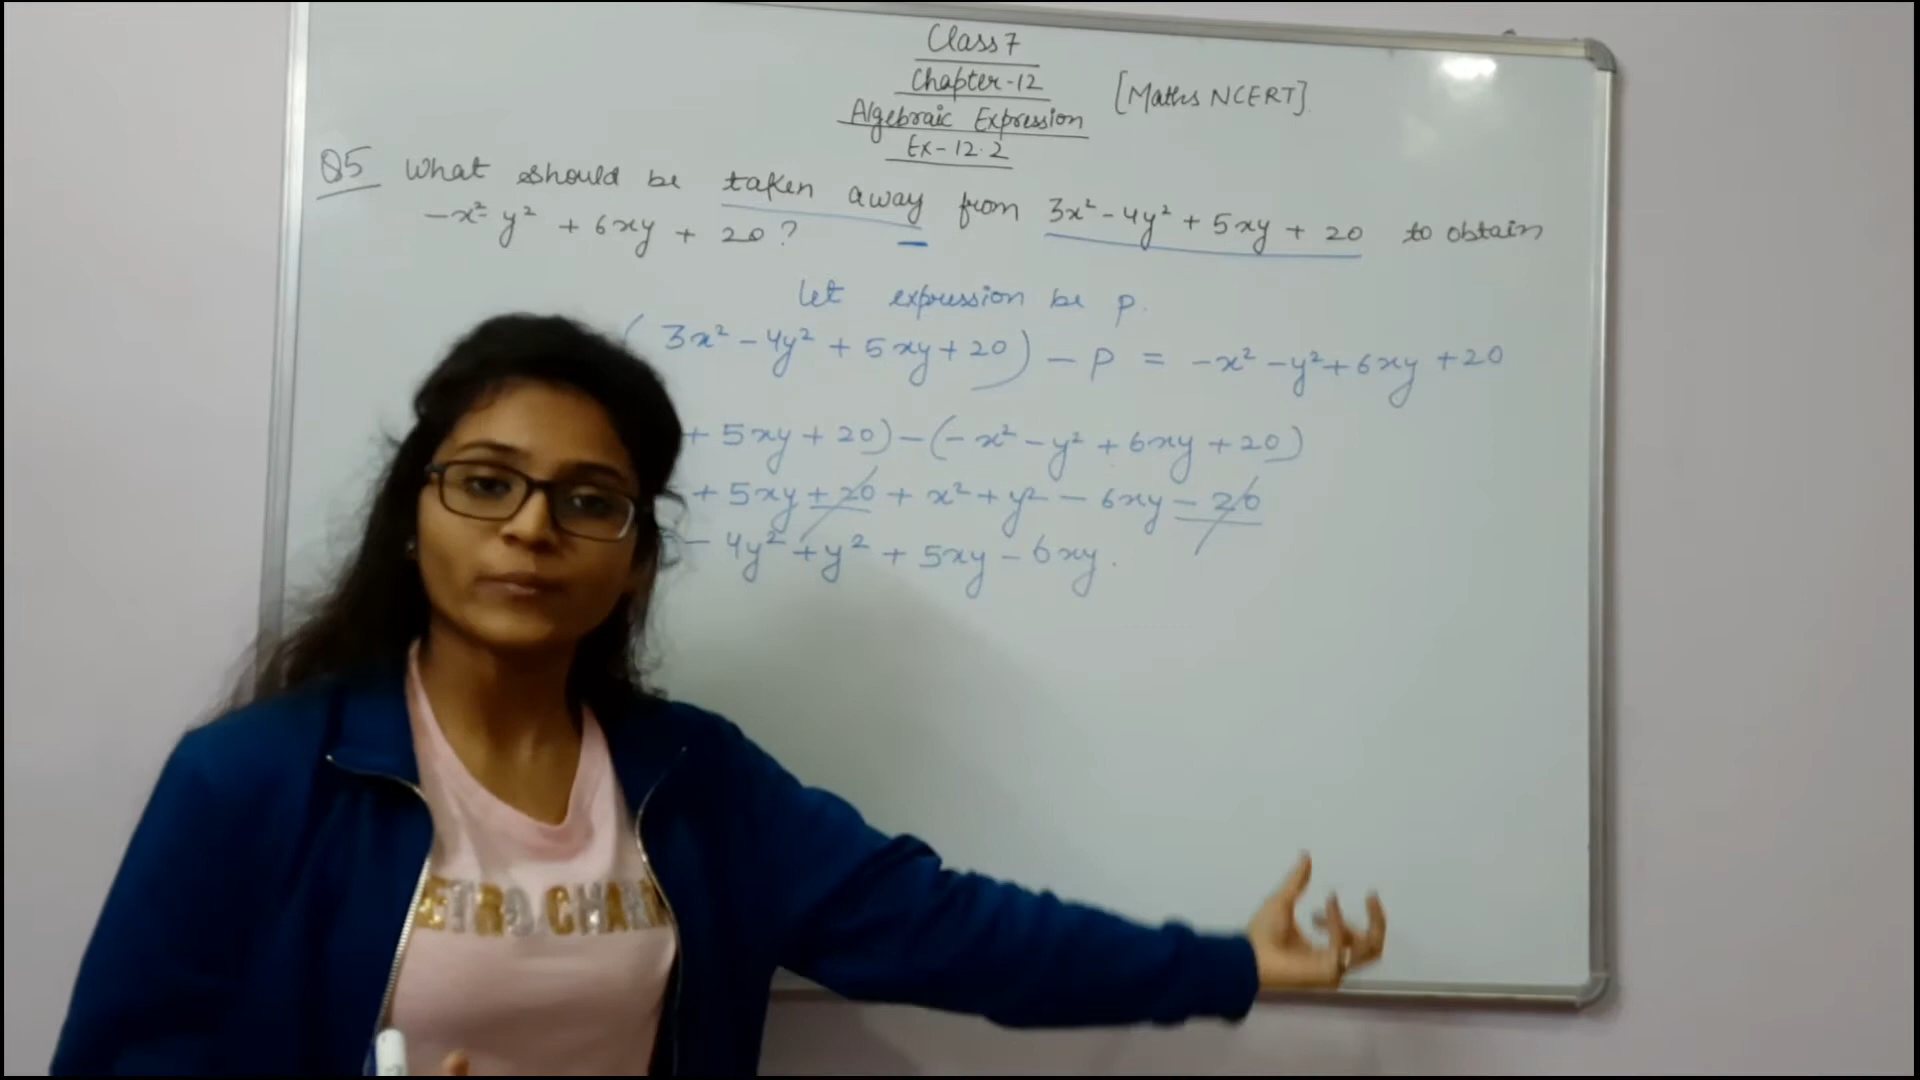 Class 7
Chapter-12
[Maths NCERT]
Algebraic Expression
Ex-12.2
Q5 What should be taken away from 3x² - 4y² + 5xy + 20 to obtain
-x² - y² + 6xy + 20?
Let expression be p.
(3x² - 4y² + 5xy + 20) - p = -x² - y² + 6xy + 20
+ 5xy + 20) - (-x² - y² + 6xy + 20)
+ 5xy + 20 + x² + y² - 6xy - 20
- 4y² + y² + 5xy - 6xy.
ETRO CHAR